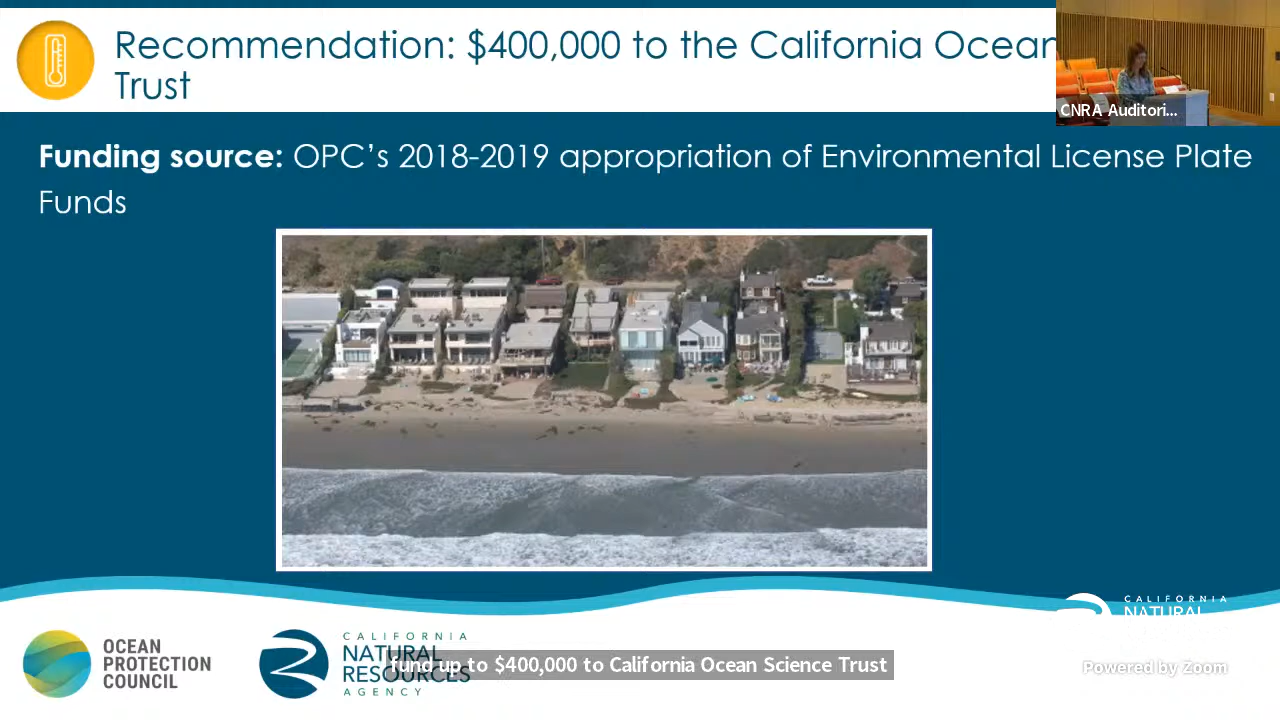 Recommendation: $400,000 to the California Ocean
Trust
CNRA Auditori...
Funding source: OPC’s 2018-2019 appropriation of Environmental License Plate
Funds
OCEAN
PROTECTION
COUNCIL
CALIFORNIA
NATURAL
RESOURCES
AGENCY
fund up to $400,000 to California Ocean Science Trust
CALIFORNIA
NATURAL
Powered by Zoom